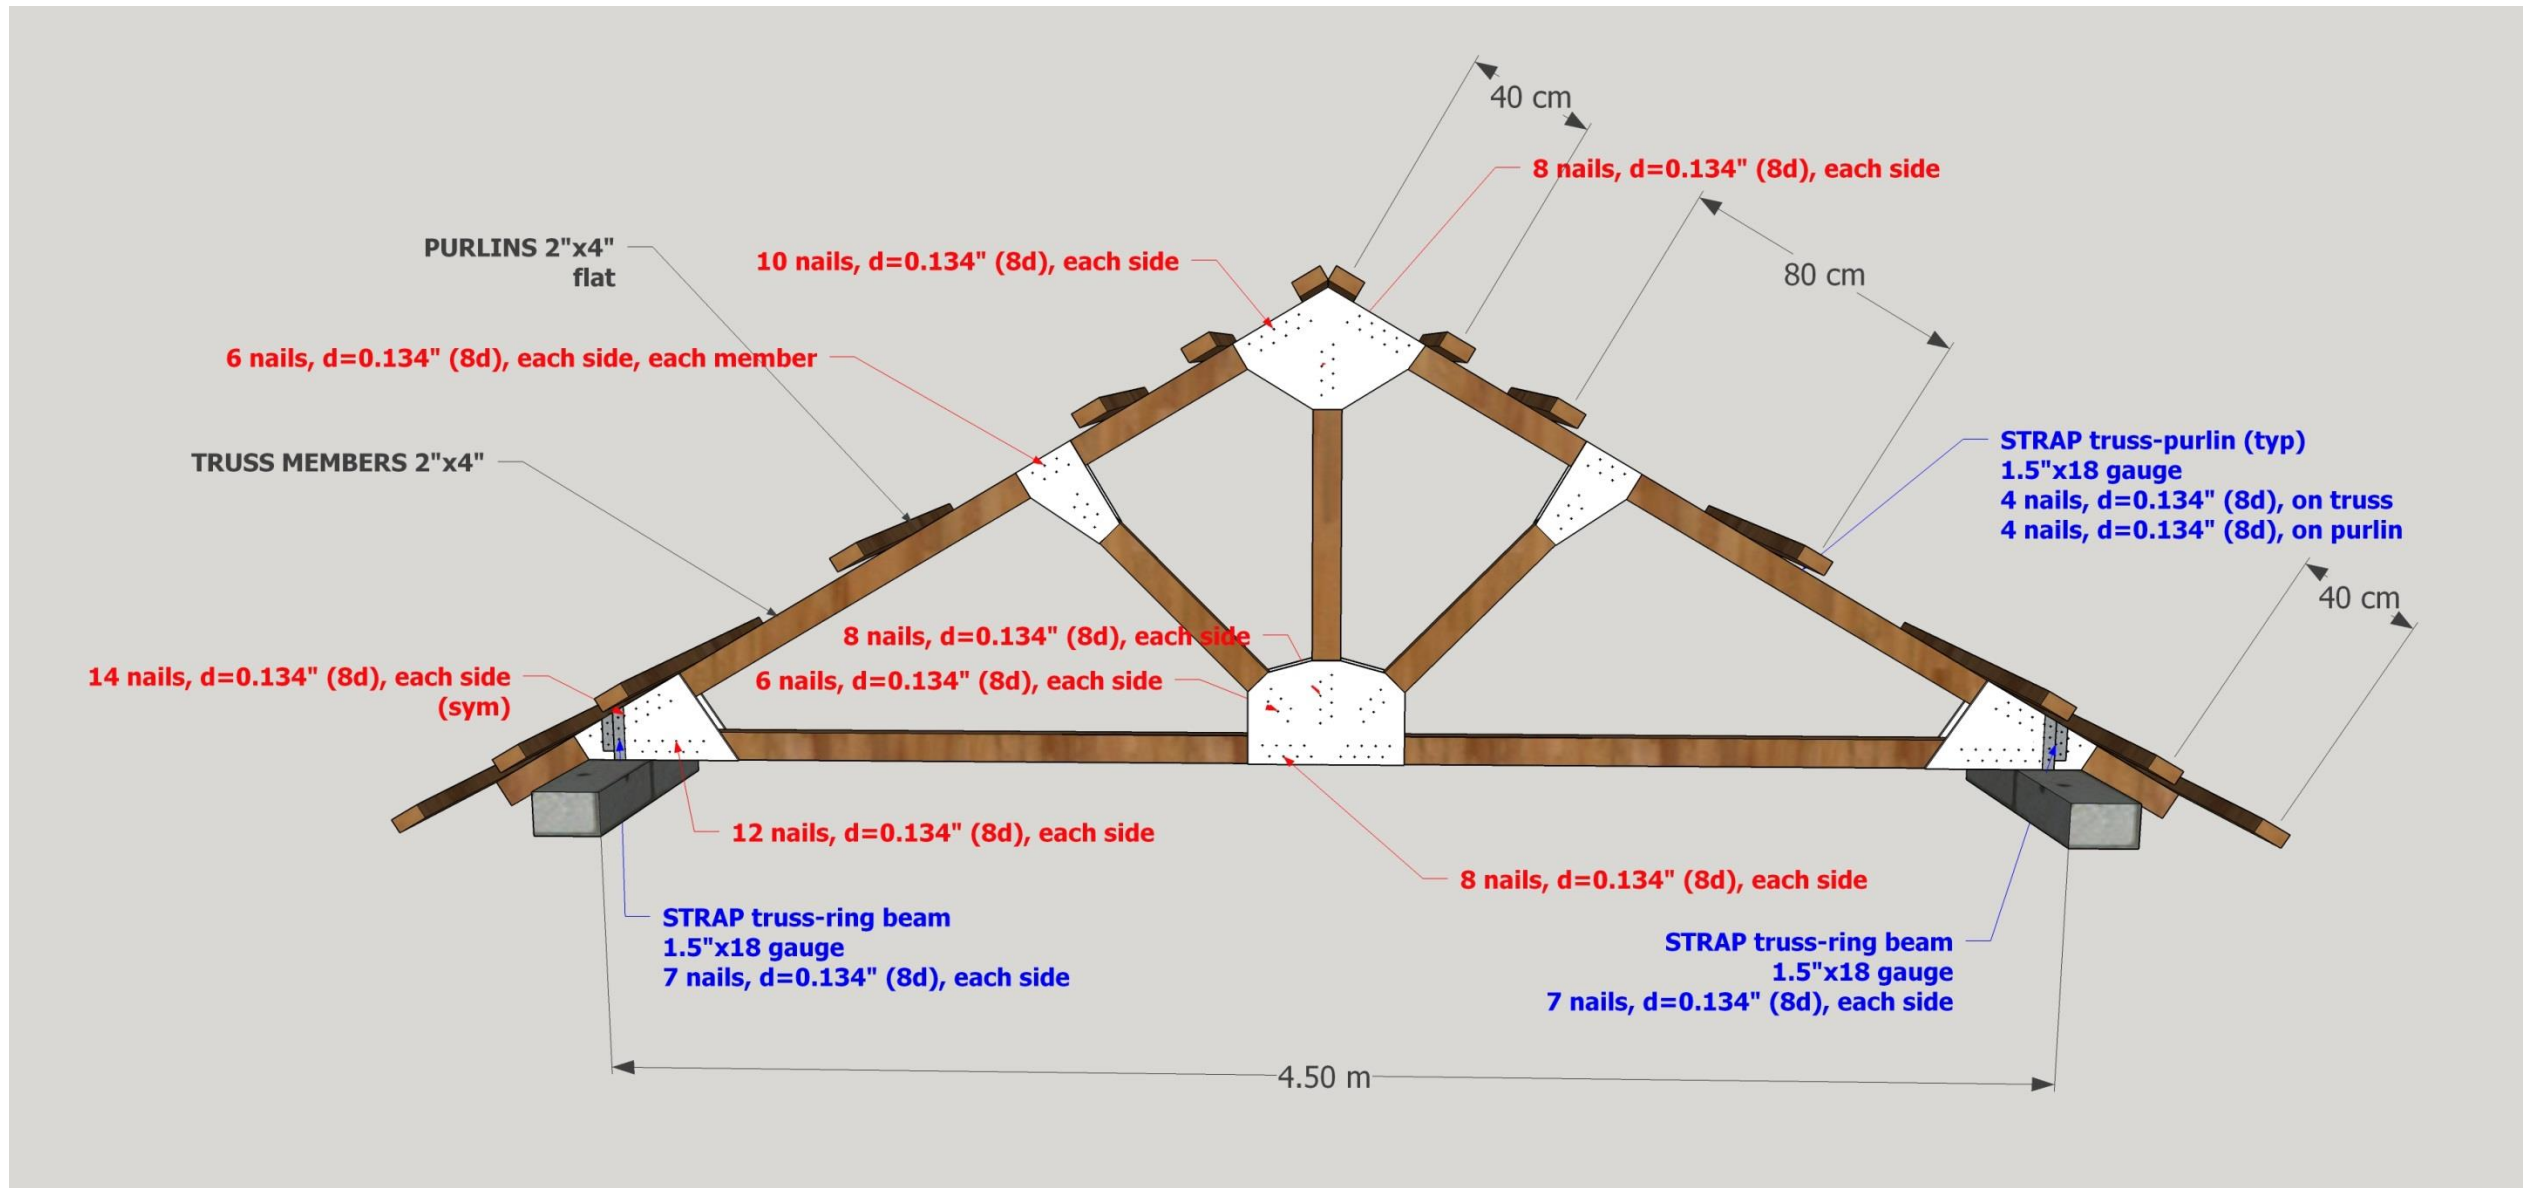 40 cm
8 nails, d=0.134" (8d), each side
PURLINS 2"x4"
flat
10 nails, d=0.134" (8d), each side
80 cm
6 nails, d=0.134" (8d), each side, each member
TRUSS MEMBERS 2"x4"
STRAP truss-purlin (typ)
1.5"x18 gauge
4 nails, d=0.134" (8d), on truss
4 nails, d=0.134" (8d), on purlin
40 cm
8 nails, d=0.134" (8d), each side
14 nails, d=0.134" (8d), each side
(sym)
6 nails, d=0.134" (8d), each side
12 nails, d=0.134" (8d), each side
8 nails, d=0.134" (8d), each side
STRAP truss-ring beam
1.5"x18 gauge
7 nails, d=0.134" (8d), each side
STRAP truss-ring beam
1.5"x18 gauge
7 nails, d=0.134" (8d), each side
4.50 m